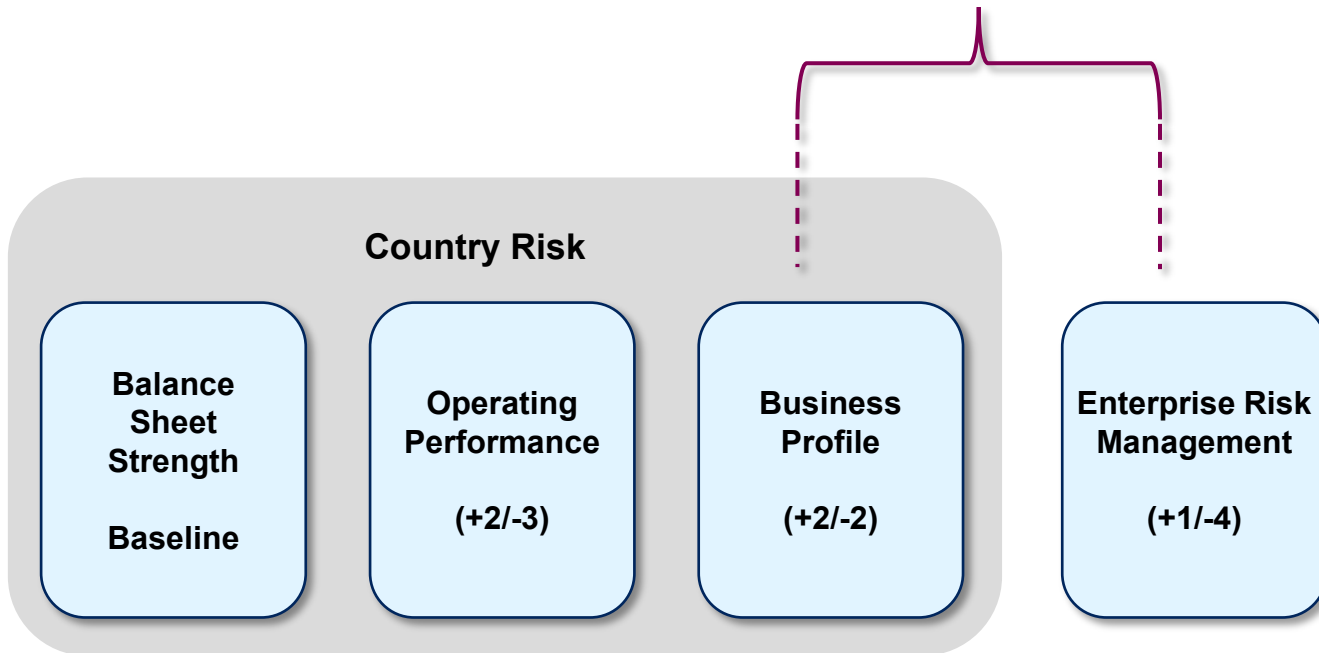 Country Risk
Balance
Sheet
Strength
Baseline
Operating
Performance
(+2/-3)
Business
Profile
(+2/-2)
Enterprise Risk
Management
(+1/-4)